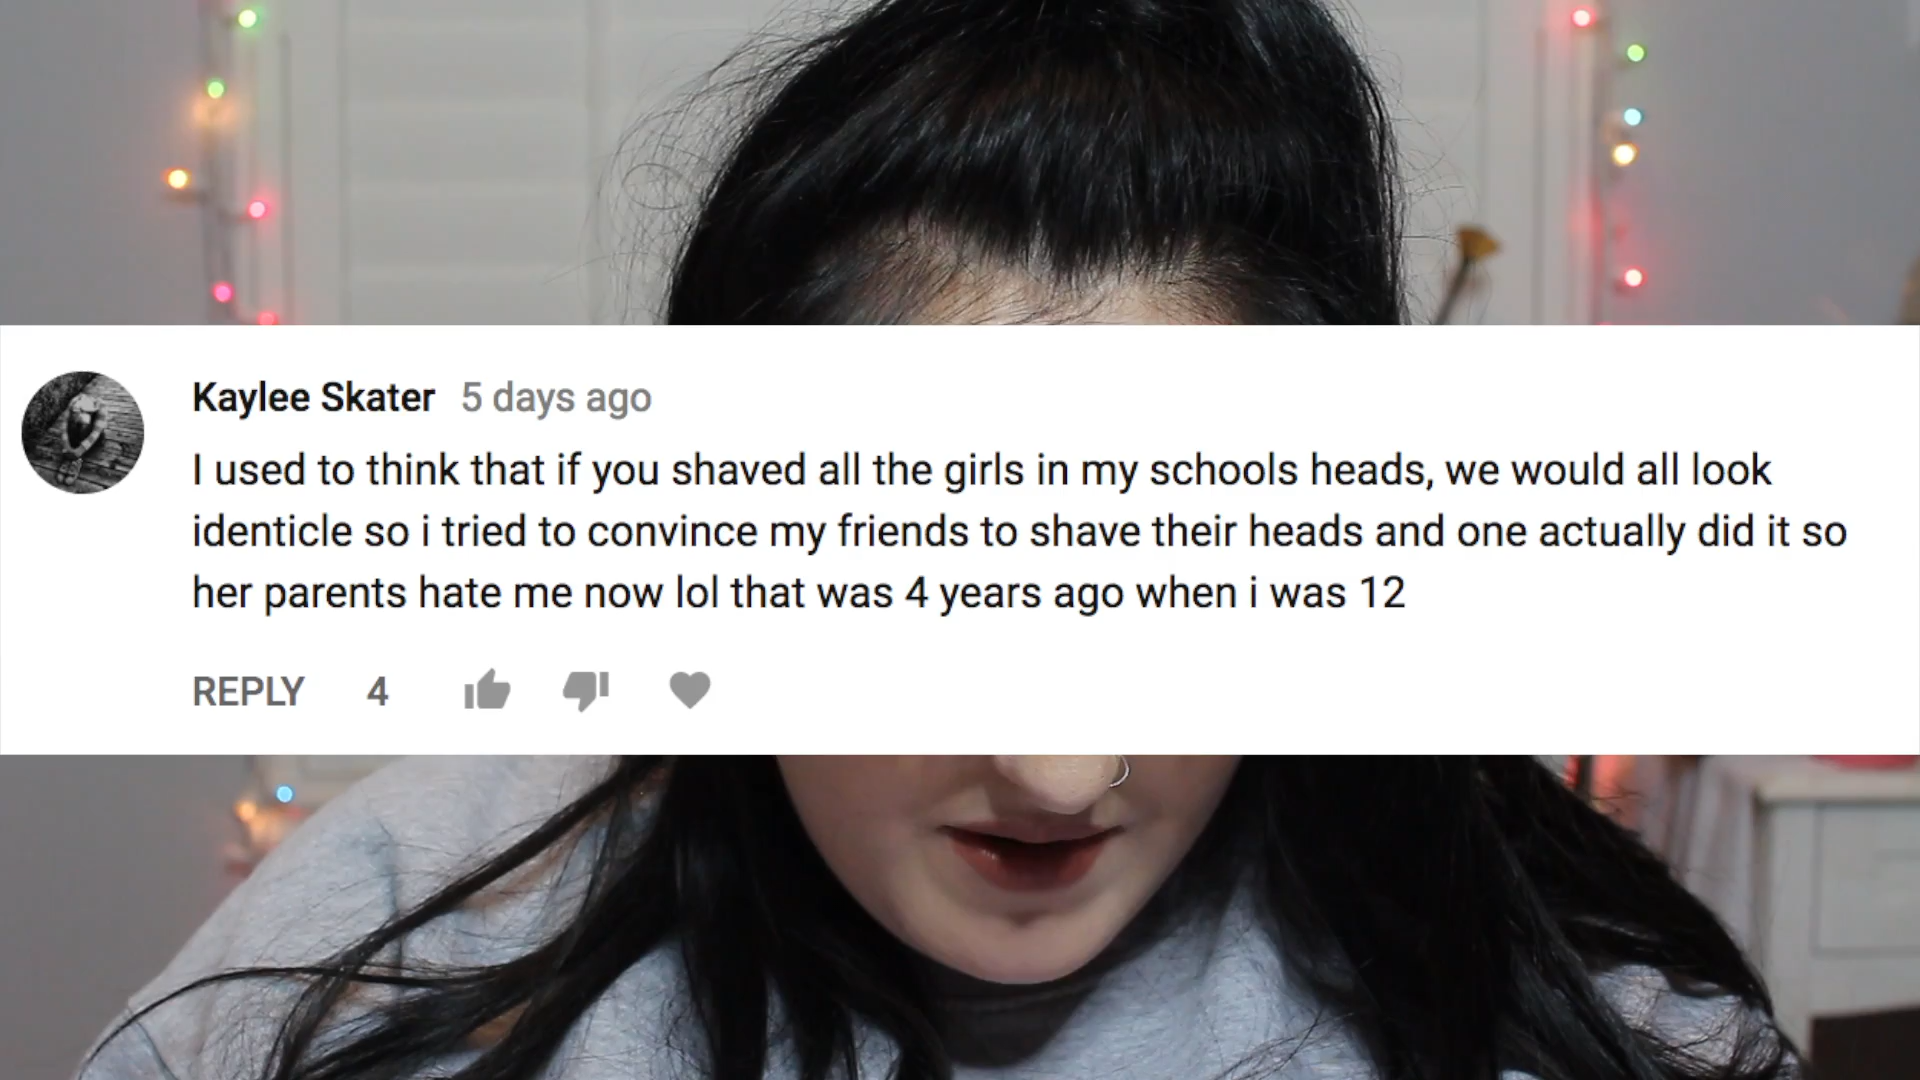 Kaylee Skater 5 days ago
I used to think that if you shaved all the girls in my schools heads, we would all look
identicle so i tried to convince my friends to shave their heads and one actually did it so
her parents hate me now lol that was 4 years ago when i was 12
REPLY 4